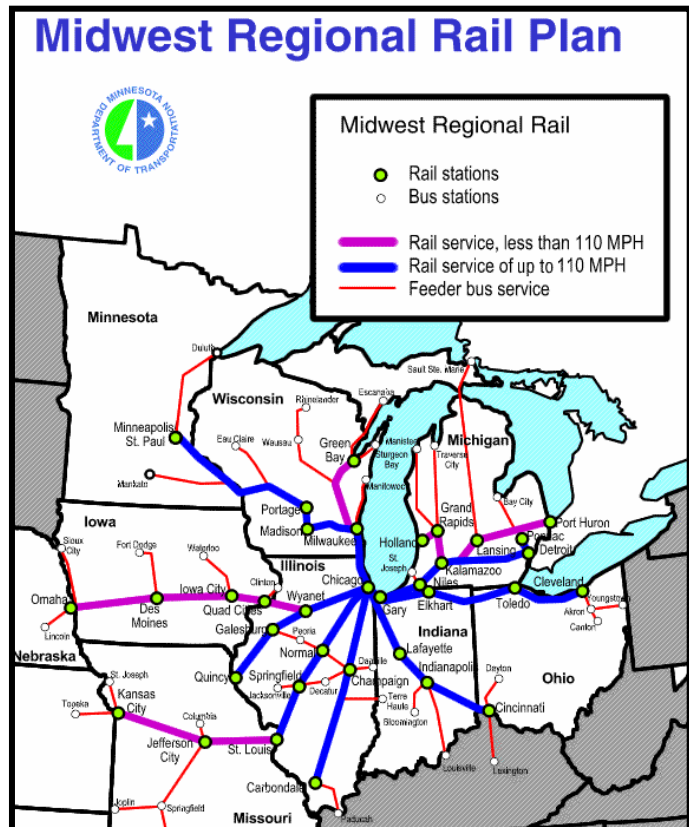 Midwest Regional Rail Plan
MINNESOTA
DEPARTMENT OF TRANSPORTATION
Midwest Regional Rail
Rail stations
Bus stations
Rail service, less than 110 MPH
Rail service of up to 110 MPH
Feeder bus service
Minnesota
Duluth
Sault Ste. Marie
Wisconsin
Rhinelander
Escanaba
Minneapolis
St. Paul
Eau Claire
Wausau
Green
Bay
Manistee
Sturgeon
Bay
Michigan
Traverse
City
Mankato
Manitowoc
Bay City
Portage
Madison
Milwaukee
Grand
Rapids
Holland
Port Huron
Pontiac
Lansing
Detroit
Iowa
Sioux
City
Fort Dodge
Waterloo
Illinois
St.
Joseph
Kalamazoo
Clinton
Chicago
Niles
Cleveland
Iowa City
Wyanet
Omaha
Des
Moines
Quad Cities
Gary
Elkhart
Toledo
Youngstown
Akron
Canton
Lincoln
Galesburg
Peoria
Indiana
Nebraska
Normal
Lafayette
Ohio
St. Joseph
Quincy
Springfield
Danville
Indianapolis
Dayton
Kansas
City
Jacksonville
Decatur
Champaign
Terre
Haute
Topeka
Columbia
Bloomington
Cincinnati
Jefferson
City
St. Louis
Louisville
Lexington
Carbondale
Joplin
Springfield
Missouri
Paducah